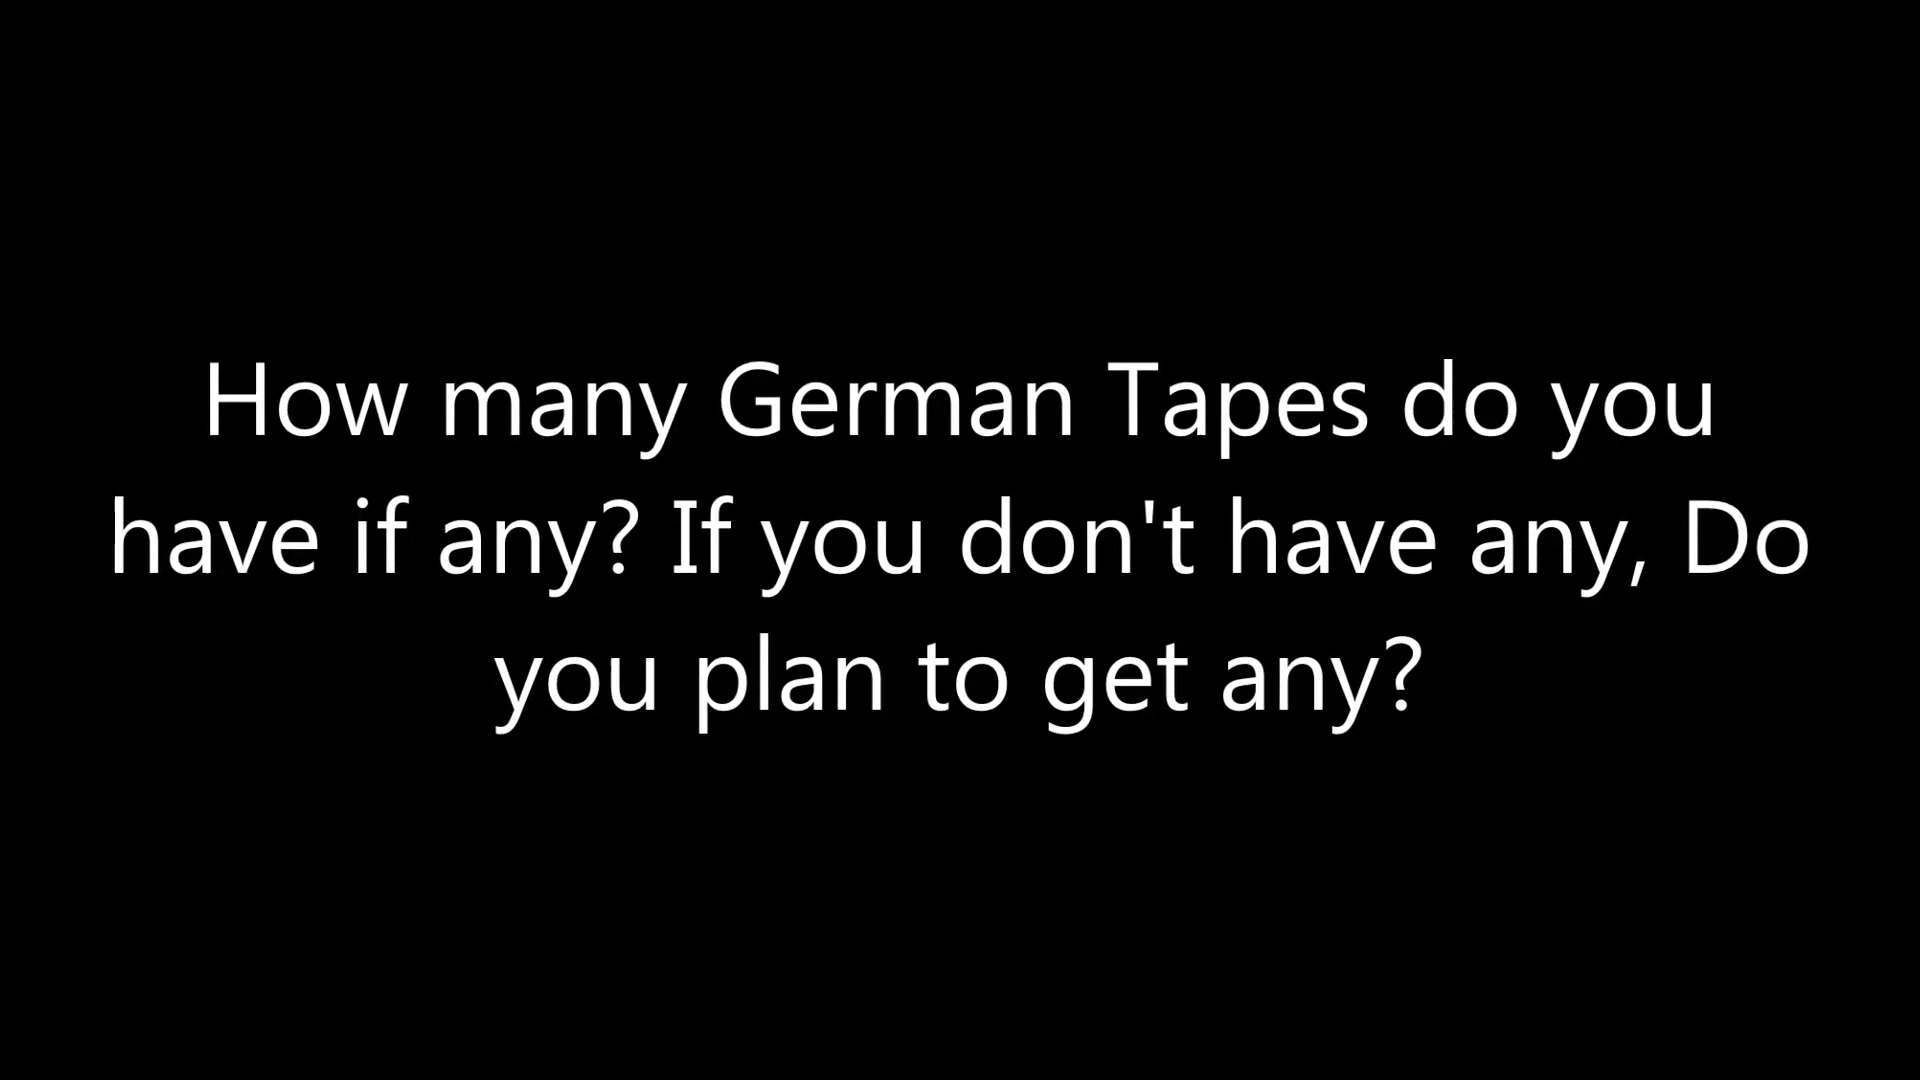 How many German Tapes do you
have if any? If you don't have any, Do
you plan to get any?